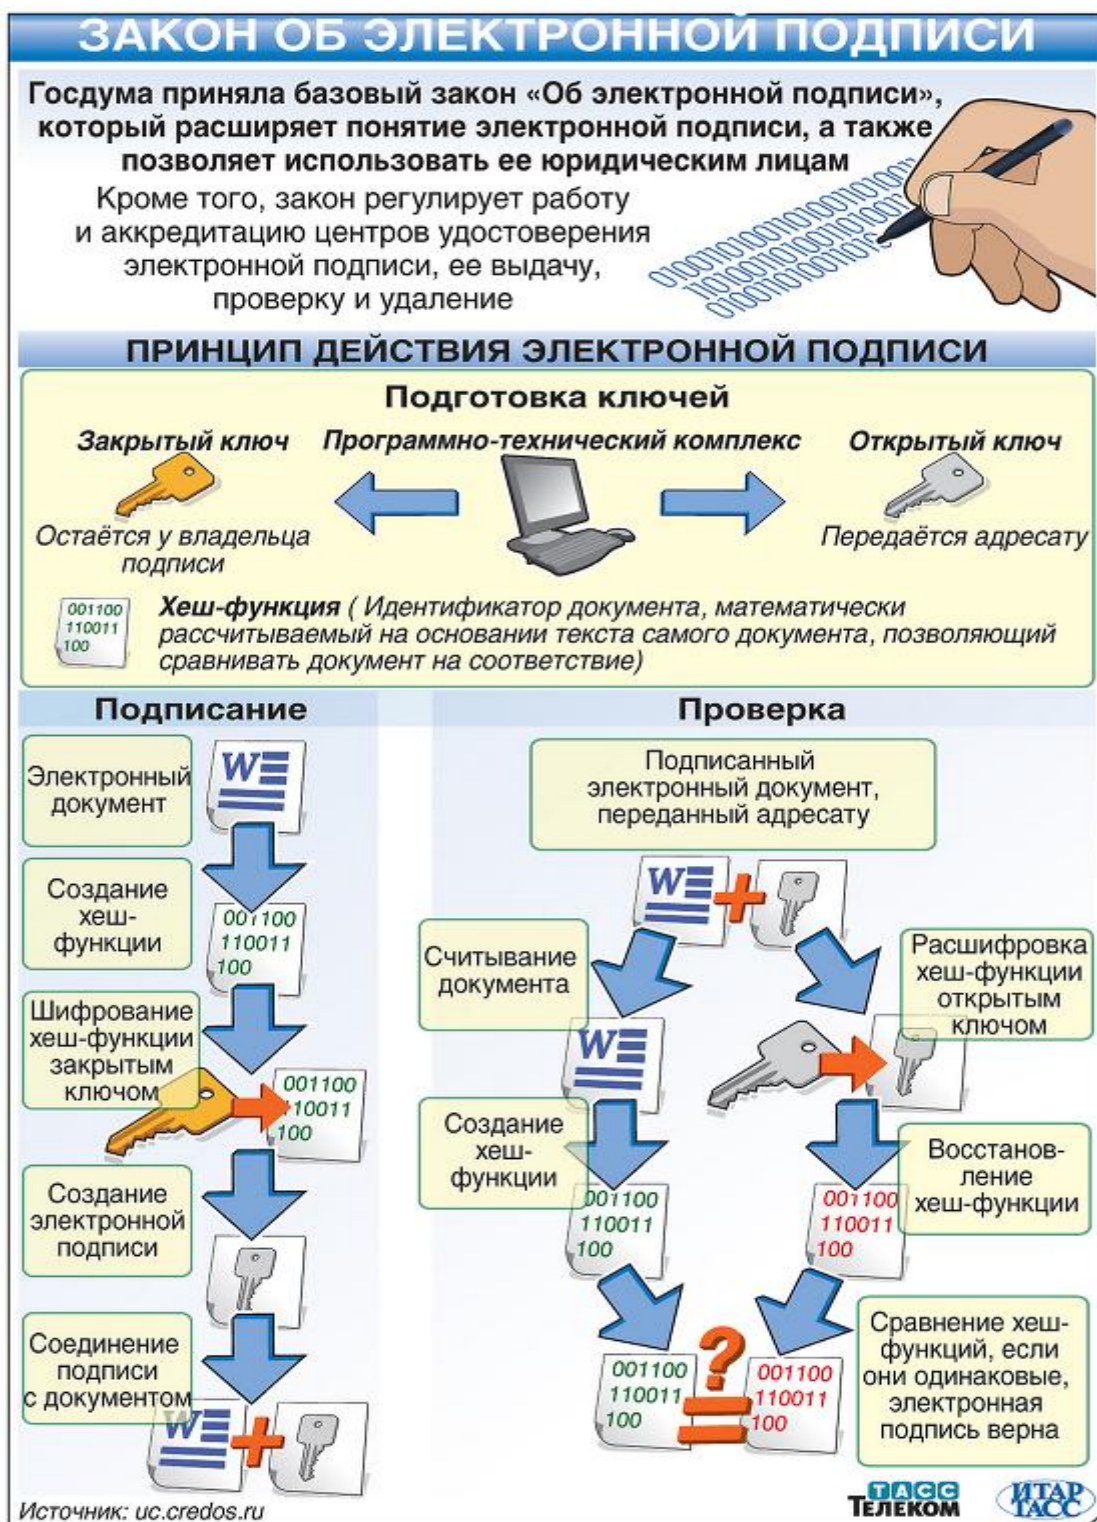 ЗАКОН ОБ ЭЛЕКТРОННОЙ ПОДПИСИ
Госдума приняла базовый закон «Об электронной подписи»,
который расширяет понятие электронной подписи, а также
позволяет использовать ее юридическим лицам
Кроме того, закон регулирует работу
и аккредитацию центров удостоверения
электронной подписи, ее выдачу,
проверку и удаление
ПРИНЦИП ДЕЙСТВИЯ ЭЛЕКТРОННОЙ ПОДПИСИ
Подготовка ключей
Закрытый ключ
Программно-технический комплекс
Открытый ключ
Остаётся у владельца
подписи
Передаётся адресату
001100
110011
100
Хеш-функция ( Идентификатор документа, математически
рассчитываемый на основании текста самого документа, позволяющий
сравнивать документ на соответствие)
Подписание
Электронный
документ
W
Создание
хеш-
функции
001100
110011
100
Шифрование
хеш-функции
закрытым
ключом
001100
110011
100
Создание
электронной
подписи
Соединение
подписи
с документом
W
+
Проверка
Подписанный
электронный документ,
переданный адресату
W
+
Считывание
документа
W
Расшифровка
хеш-функции
открытым
ключом
Создание
хеш-
функции
001100
110011
100
Восстанов-
ление
хеш-функции
001100
110011
100
Сравнение хеш-
функций, если
они одинаковые,
электронная
подпись верна
001100
110011
100
?
=
001100
110011
100
Источник: uc.credos.ru
ТАСС
ТЕЛЕКОМ
ИТАР
ТАСС